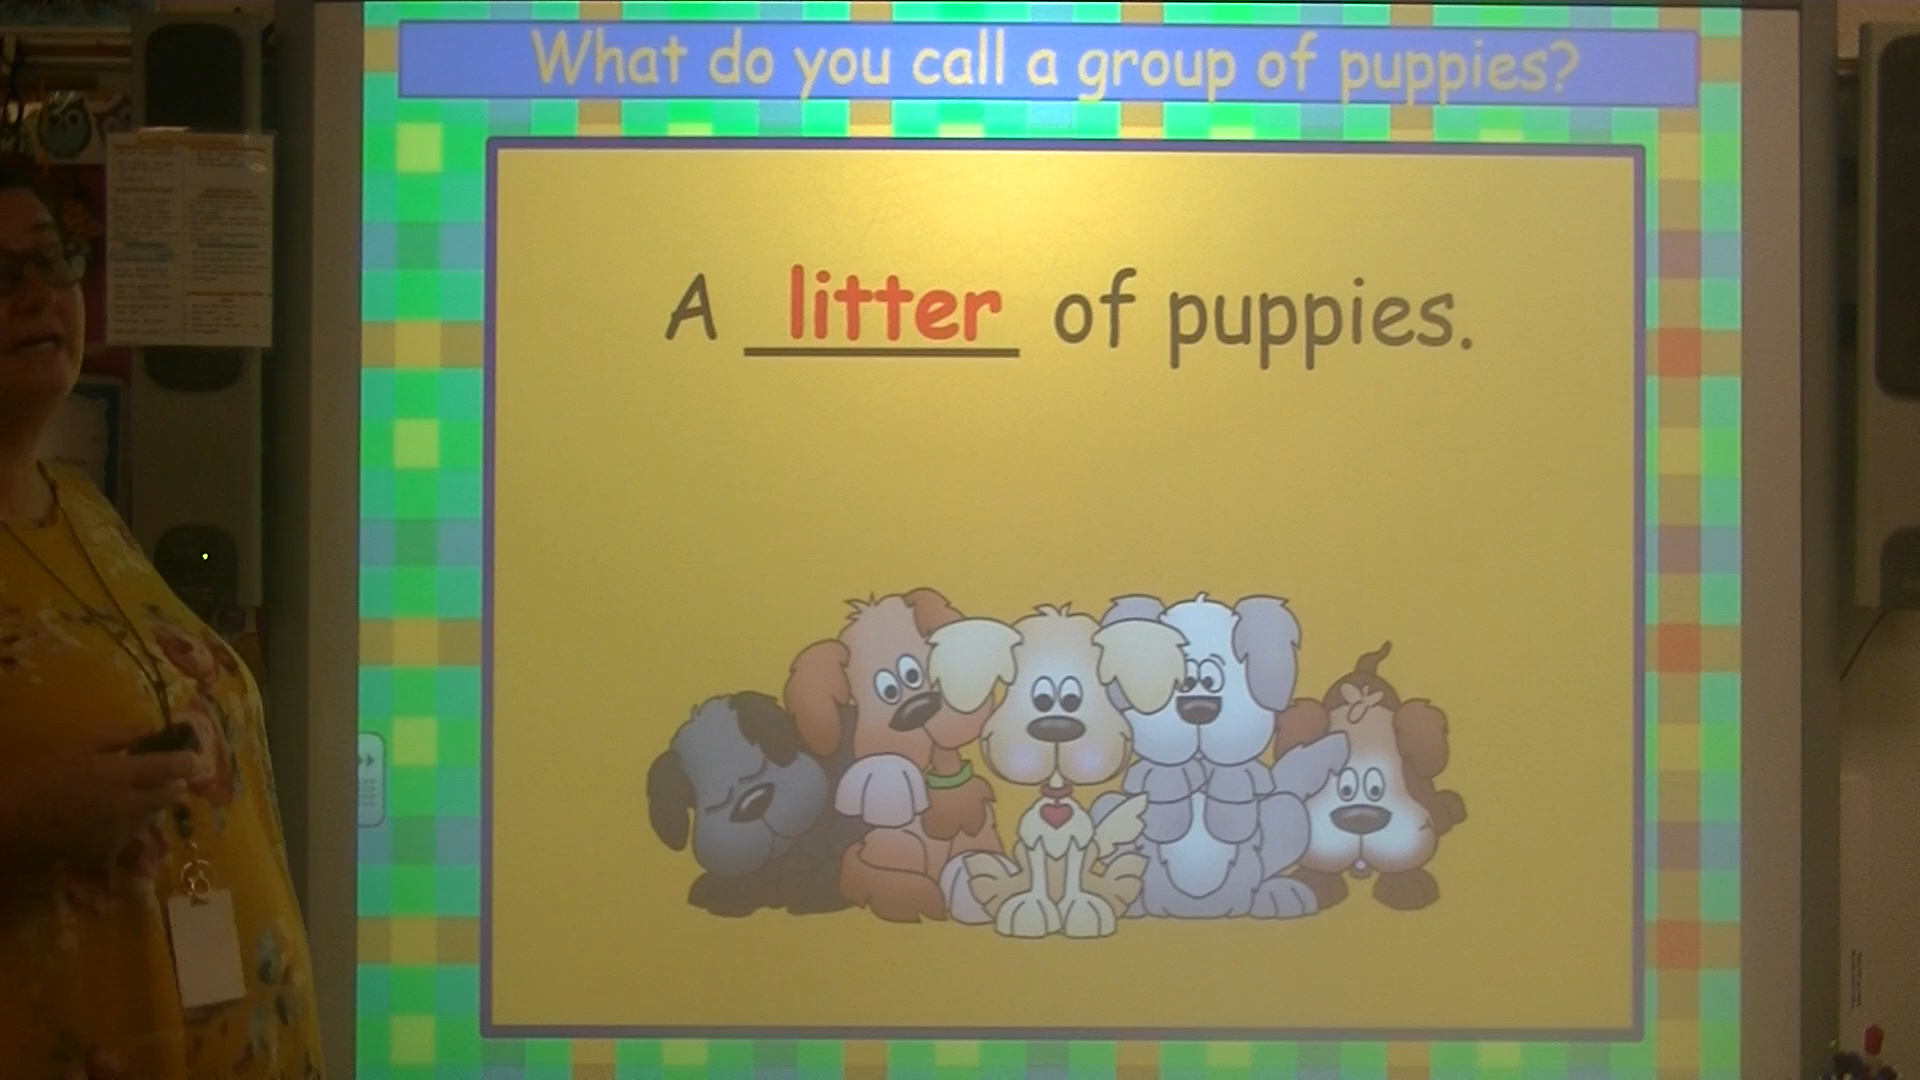 What do you call a group of puppies?
A litter of puppies.